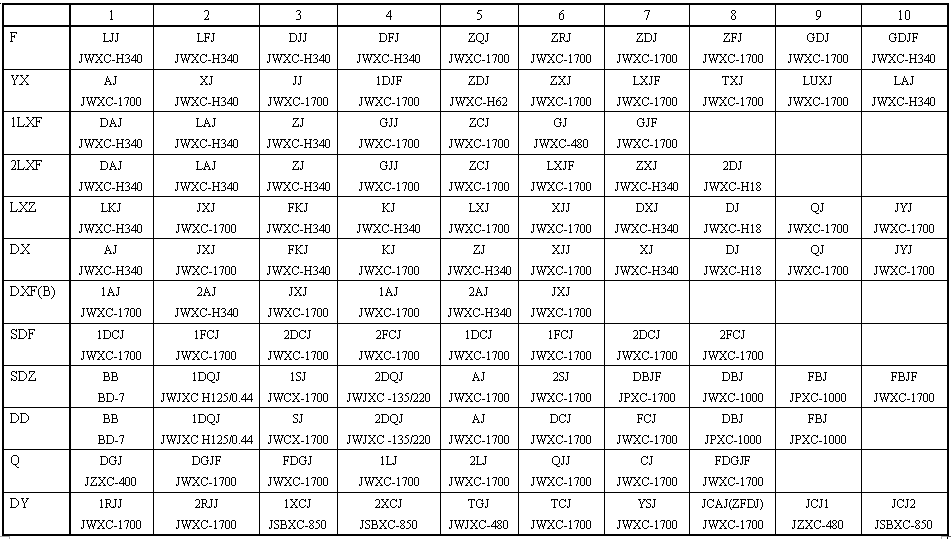 1 2 3 4 5 6 7 8 9 10
F LJJ LFJ DJJ DFJ ZQJ ZRJ ZDJ ZFJ GDJ GDJF
JWXC-H340 JWXC-H340 JWXC-H340 JWXC-H340 JWXC-1700 JWXC-1700 JWXC-1700 JWXC-H340 JWXC-1700 JWXC-H340
YX AJ XJ JJ 1DJF ZDJ ZXJ LXJF TXJ LUXJ LAJ
JWXC-1700 JWXC-H340 JWXC-1700 JWXC-1700 JWXC-H62 JWXC-1700 JWXC-1700 JWXC-1700 JWXC-1700 JWXC-H340
1LXF DAJ LAJ ZJ GJJ ZCJ GJ GJF
JWXC-H340 JWXC-H340 JWXC-H340 JWXC-1700 JWXC-1700 JWXC-480 JWXC-1700
2LXF DAJ LAJ ZJ GJJ ZCJ LXJF ZXJ 2DJ
JWXC-H340 JWXC-H340 JWXC-H340 JWXC-1700 JWXC-1700 JWXC-1700 JWXC-H340 JWXC-H18
LXZ LKJ JXJ FKJ KJ LXJ XJJ DXJ DJ QJ JYJ
JWXC-H340 JWXC-1700 JWXC-H340 JWXC-H340 JWXC-1700 JWXC-1700 JWXC-H340 JWXC-H18 JWXC-1700 JWXC-1700
DX AJ JXJ FKJ KJ ZJ XJJ XJ DJ QJ JYJ
JWXC-H340 JWXC-1700 JWXC-H340 JWXC-1700 JWXC-H340 JWXC-1700 JWXC-H340 JWXC-H18 JWXC-1700 JWXC-1700
DXF(B) 1AJ 2AJ JXJ 1AJ 2AJ JXJ
JWXC-1700 JWXC-H340 JWXC-1700 JWXC-1700 JWXC-H340 JWXC-1700
SDF 1DCJ 1FCJ 2DCJ 2FCJ 1DCJ 1FCJ 2DCJ 2FCJ
JWXC-1700 JWXC-1700 JWXC-1700 JWXC-1700 JWXC-1700 JWXC-1700 JWXC-1700 JWXC-1700
SDZ BB 1DQJ 1SJ 2DQJ AJ 2SJ DBJF DBJ FBJ FBJF
BD-7 JWJXC H125/0.44 JWCX-1700 JWJXC -135/220 JWXC-1700 JWXC-1700 JPXC-1700 JWXC-1000 JPXC-1000 JWXC-1700
DD BB 1DQJ SJ 2DQJ AJ DCJ FCJ DBJ FBJ
BD-7 JWJXC H125/0.44 JWCX-1700 JWJXC -135/220 JWXC-1700 JWXC-1700 JWXC-1700 JPXC-1000 JPXC-1000
Q DGJ DGJF FDGJ 1LJ 2LJ QJJ CJ FDGJF
JZXC-400 JWXC-1700 JWXC-1700 JWXC-1700 JWXC-1700 JWXC-1700 JWXC-1700 JWXC-1700
DY 1RJJ 2RJJ 1XCJ 2XCJ TGJ TCJ YSJ JCAJ(ZFDJ) JCJ1 JCJ2
JWXC-1700 JWXC-1700 JSBXC-850 JSBXC-850 JWJXC-480 JWXC-1700 JWXC-1700 JWXC-1700 JZXC-480 JSBXC-850